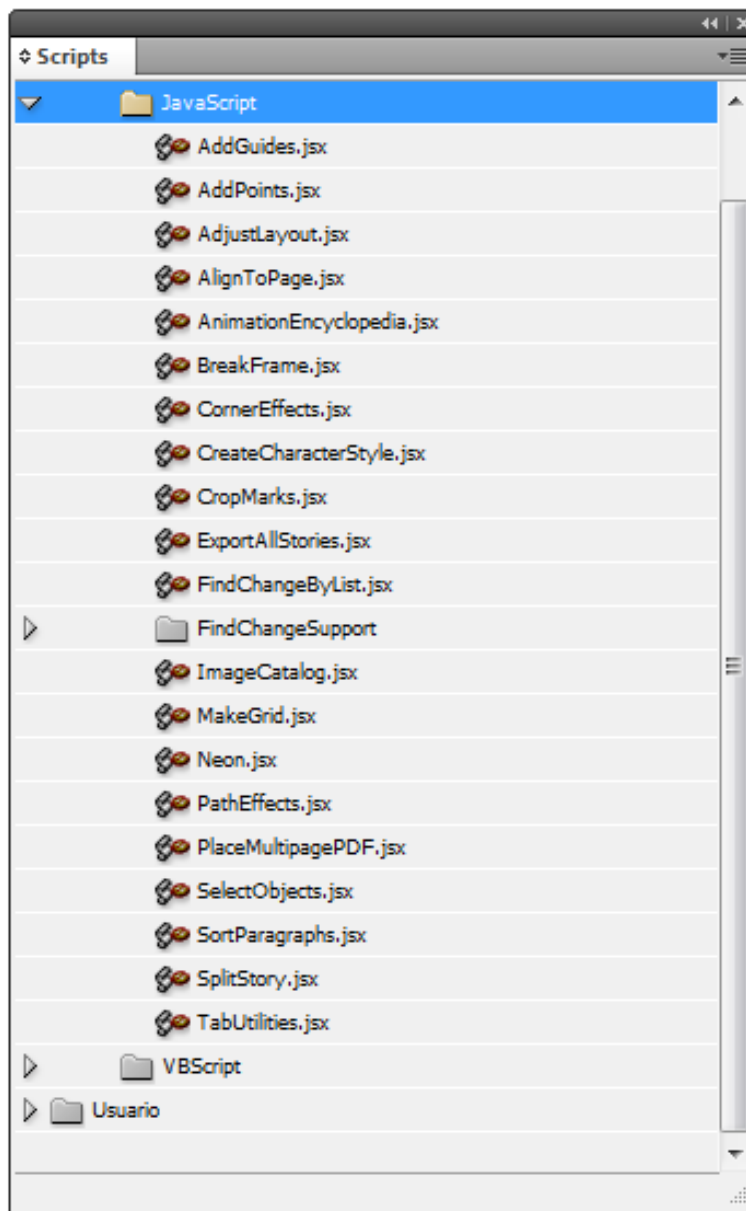 Scripts
JavaScript
AddGuides.jsx
AddPoints.jsx
AdjustLayout.jsx
AlignToPage.jsx
AnimationEncyclopedia.jsx
BreakFrame.jsx
CornerEffects.jsx
CreateCharacterStyle.jsx
CropMarks.jsx
ExportAllStories.jsx
FindChangeByList.jsx
FindChangeSupport
ImageCatalog.jsx
MakeGrid.jsx
Neon.jsx
PathEffects.jsx
PlaceMultipagePDF.jsx
SelectObjects.jsx
SortParagraphs.jsx
SplitStory.jsx
TabUtilities.jsx
VBScript
Usuario